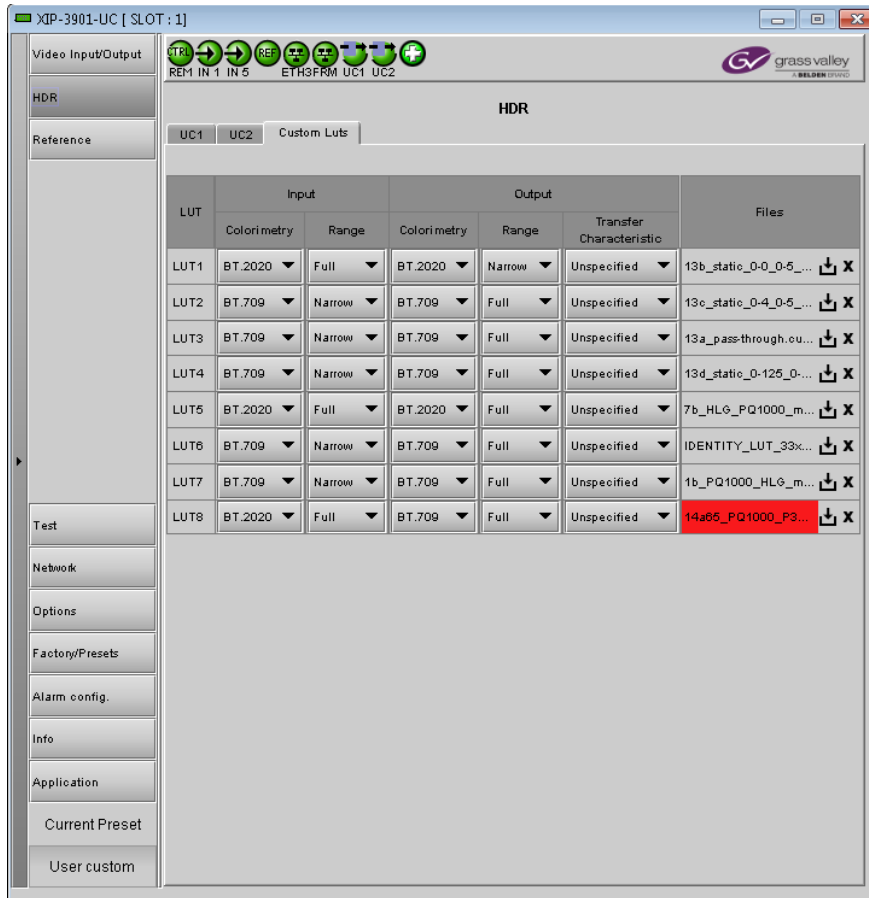 XIP-3901-UC [ SLOT : 1]
Video Input/Output
HDR
Reference
Test
Network
Options
Factory/Presets
Alarm config.
Info
Application
Current Preset
User custom
CTRL REF
REM IN 1 IN 5 ETH3FRM UC1 UC2
GV grass valley
A BELDEN BRAND
HDR
UC1 UC2 Custom Luts
LUT Input Output Files
Colorimetry Range Colorimetry Range Transfer Characteristic
LUT1 BT.2020 Full BT.2020 Narrow Unspecified 13b_static_0-0_0-5_... X
LUT2 BT.709 Narrow BT.709 Full Unspecified 13c_static_0-4_0-5_... X
LUT3 BT.709 Narrow BT.709 Full Unspecified 13a_pass-through.cu... X
LUT4 BT.709 Narrow BT.709 Full Unspecified 13d_static_0-125_0-... X
LUT5 BT.2020 Full BT.2020 Full Unspecified 7b_HLG_PQ1000_m... X
LUT6 BT.709 Narrow BT.709 Full Unspecified IDENTITY_LUT_33x... X
LUT7 BT.709 Narrow BT.709 Full Unspecified 1b_PQ1000_HLG_m... X
LUT8 BT.2020 Full BT.709 Full Unspecified 14a65_PQ1000_P3... X